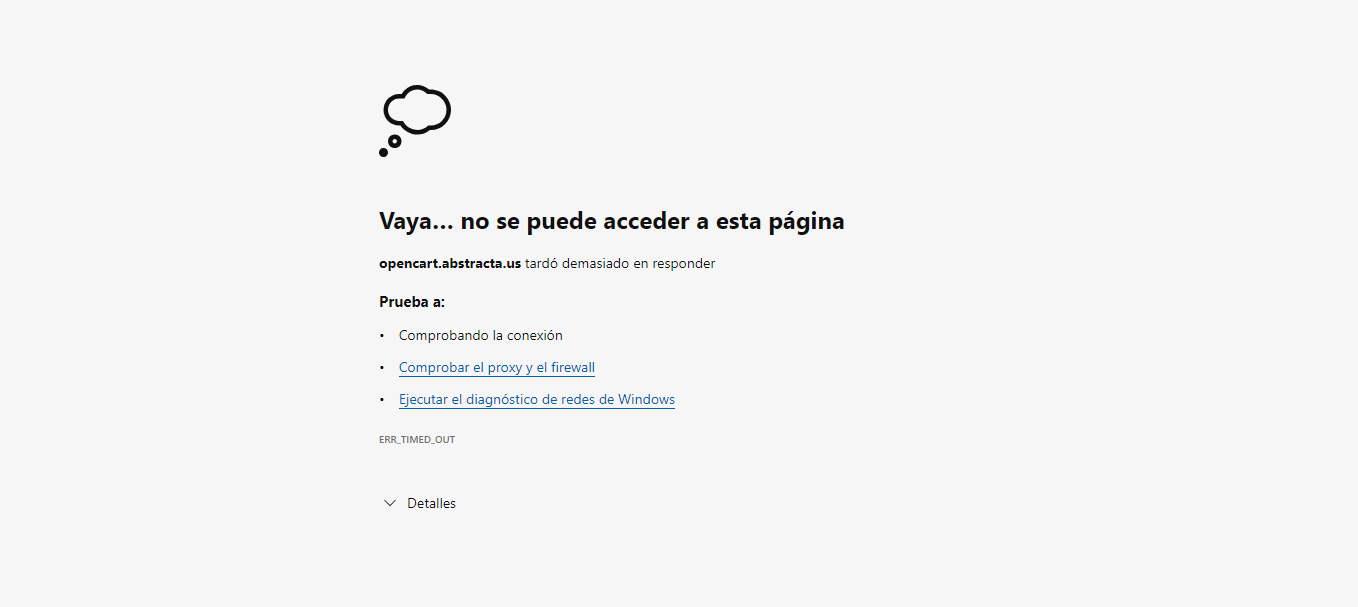 Vaya... no se puede acceder a esta página
opencart.abstracta.us tardó demasiado en responder
Prueba a:
• Comprobando la conexión
• Comprobar el proxy y el firewall
• Ejecutar el diagnóstico de redes de Windows
ERR_TIMED_OUT
Detalles